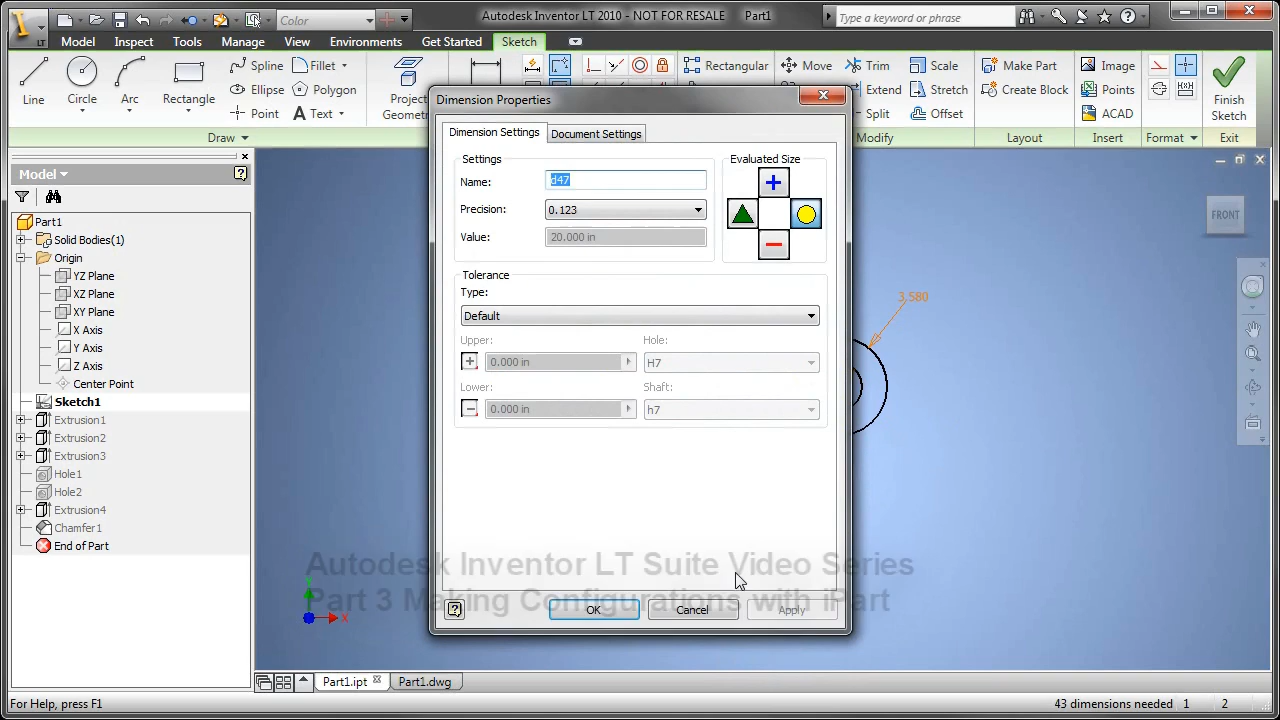 Color
Autodesk Inventor LT 2010 - NOT FOR RESALE Part1
Type a keyword or phrase
LT
Model Inspect Tools Manage View Environments Get Started Sketch
Line
Circle
Arc
Rectangle
Spline
Fillet
Ellipse
Polygon
Point
Text
Draw
Project
Rectangular
Move
Trim
Scale
Extend
Stretch
Split
Offset
Modify
Make Part
Create Block
Layout
Image
Points
ACAD
Insert
Format
Finish
Sketch
Exit
Model
Part1
Solid Bodies(1)
Origin
YZ Plane
XZ Plane
XY Plane
X Axis
Y Axis
Z Axis
Center Point
Sketch1
Extrusion1
Extrusion2
Extrusion3
Hole1
Hole2
Extrusion4
Chamfer1
End of Part
Dimension Properties
Dimension Settings
Document Settings
Settings
Name: d47
Precision: 0.123
Value: 20.000 in
Evaluated Size
Tolerance
Type:
Default
Upper:
0.000 in
Hole:
H7
Lower:
0.000 in
Shaft:
h7
OK
Cancel
Apply
FRONT
3.580
Autodesk Inventor LT Suite Video Series
Part 3 Making Configurations with iPart
Y
X
Part1.ipt
Part1.dwg
For Help, press F1
43 dimensions needed 1 2